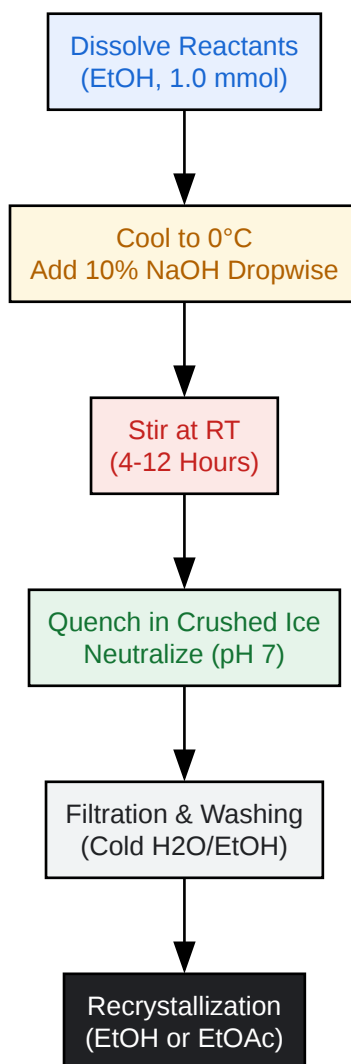 Dissolve Reactants
(EtOH, 1.0 mmol)
Cool to 0°C
Add 10% NaOH Dropwise
Stir at RT
(4-12 Hours)
Quench in Crushed Ice
Neutralize (pH 7)
Filtration & Washing
(Cold H2O/EtOH)
Recrystallization
(EtOH or EtOAc)